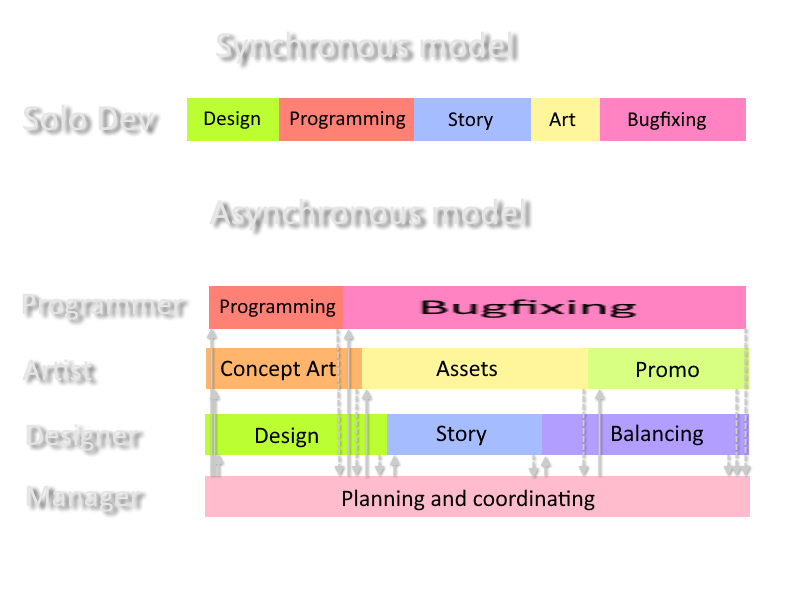 Synchronous model
Solo Dev Design Programming Story Art Bugfixing
Asynchronous model
Programmer Programming Bugfixing
Artist Concept Art Assets Promo
Designer Design Story Balancing
Manager Planning and coordinating